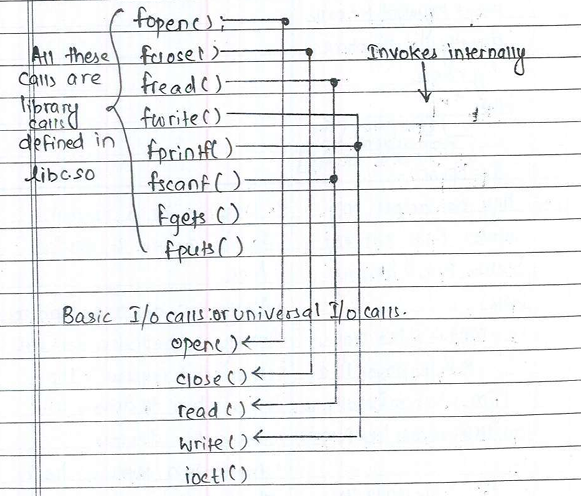 fopen();
All these
fclose()
Invokes internally
calls are
fread()
library
calls
fwrite()
defined in
fprintf()
libc.so
fscanf()
fgets ()
fputs()
Basic I/O calls or universal I/O calls.
open()
close()
read()
write()
ioctl()